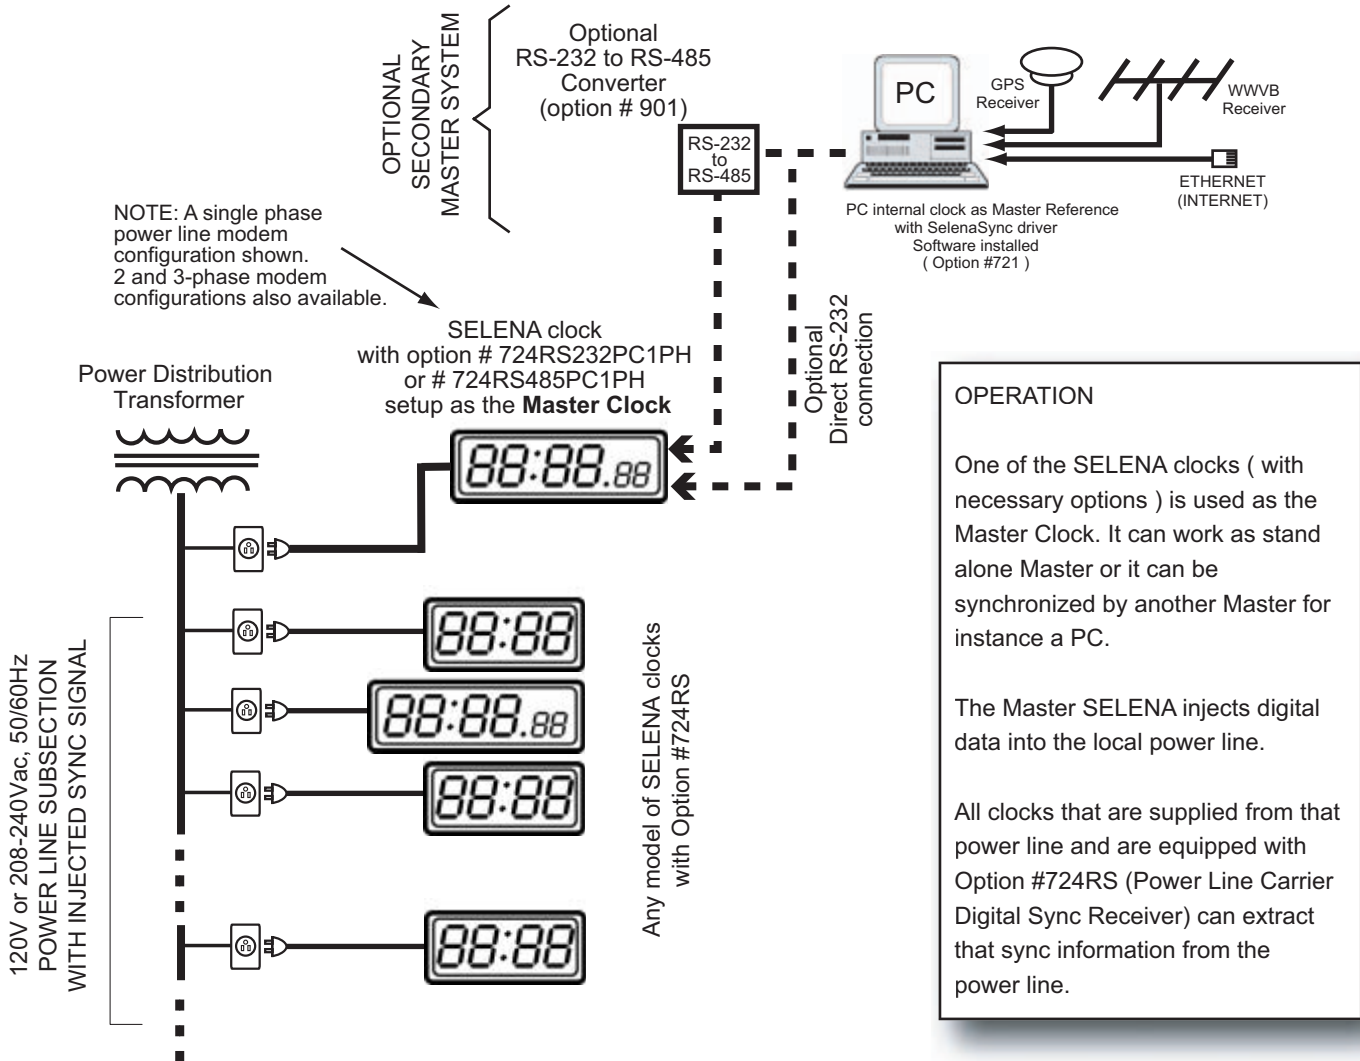 OPTIONAL
SECONDARY
MASTER SYSTEM
Optional
RS-232 to RS-485
Converter
(option # 901)
RS-232
to
RS-485
PC
GPS
Receiver
WWVB
Receiver
ETHERNET
(INTERNET)
PC internal clock as Master Reference
with SelenaSync driver
Software installed
( Option #721 )
NOTE: A single phase
power line modem
configuration shown.
2 and 3-phase modem
configurations also available.
SELENA clock
with option # 724RS232PC1PH
or # 724RS485PC1PH
setup as the Master Clock
Optional
Direct RS-232
connection
Power Distribution
Transformer
88:88.88
88:88
88:88.88
88:88
88:88
120V or 208-240Vac, 50/60Hz
POWER LINE SUBSECTION
WITH INJECTED SYNC SIGNAL
Any model of SELENA clocks
with Option #724RS
OPERATION
One of the SELENA clocks ( with
necessary options ) is used as the
Master Clock. It can work as stand
alone Master or it can be
synchronized by another Master for
instance a PC.
The Master SELENA injects digital
data into the local power line.
All clocks that are supplied from that
power line and are equipped with
Option #724RS (Power Line Carrier
Digital Sync Receiver) can extract
that sync information from the
power line.